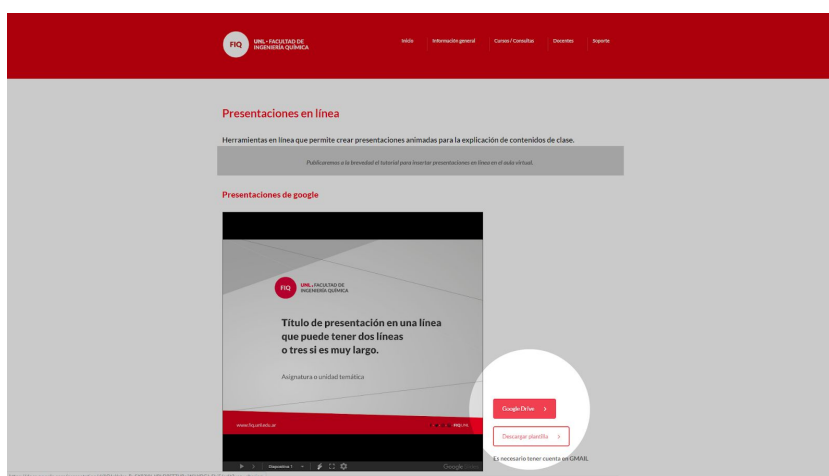 FIQ
UNL - FACULTAD DE
INGENIERÍA QUÍMICA
Inicio
Información general
Cursos / Consultas
Docentes
Soporte
Presentaciones en línea
Herramientas en línea que permite crear presentaciones animadas para la explicación de contenidos de clase.
Publicaremos a la brevedad el tutorial para insertar presentaciones en línea en el aula virtual.
Presentaciones de google
FIQ
UNL - FACULTAD DE
INGENIERÍA QUÍMICA
Título de presentación en una línea
que puede tener dos líneas
o tres si es muy largo.
Asignatura o unidad temática
www.fiq.unl.edu.ar
FIQUNL
Diapositiva 1
Google
Google Drive >
Descargar plantilla >
Es necesario tener cuenta en GMAIL